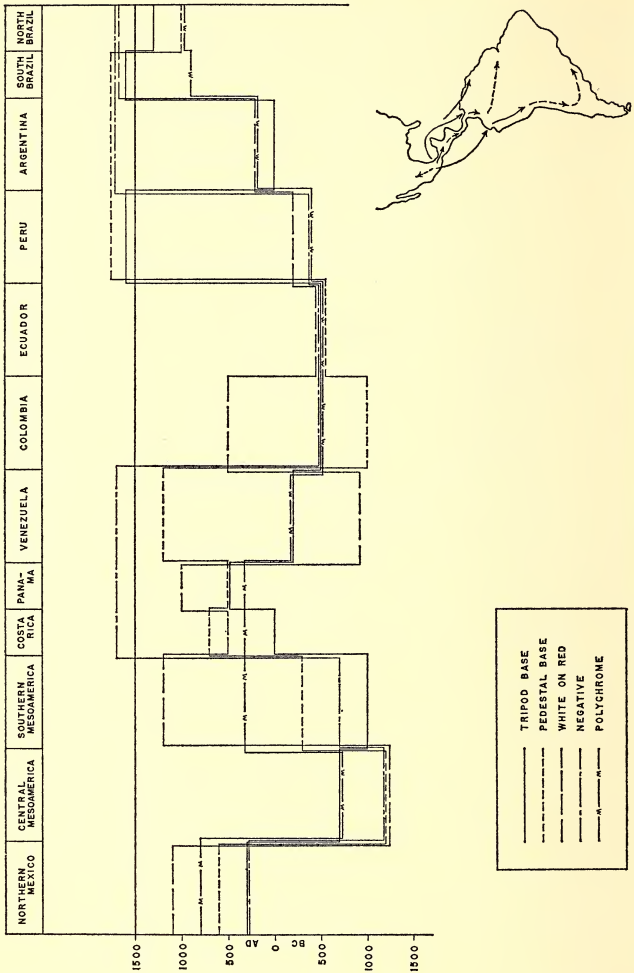 NORTHERN
MEXICO
CENTRAL
MESOAMERICA
SOUTHERN
MESOAMERICA
COSTA
RICA
PANA-
MA
VENEZUELA
COLOMBIA
ECUADOR
PERU
ARGENTINA
SOUTH
BRAZIL
NORTH
BRAZIL
1500
1000
500
AD
0
BC
500
1000
1500
TRIPOD BASE
PEDESTAL BASE
WHITE ON RED
NEGATIVE
POLYCHROME